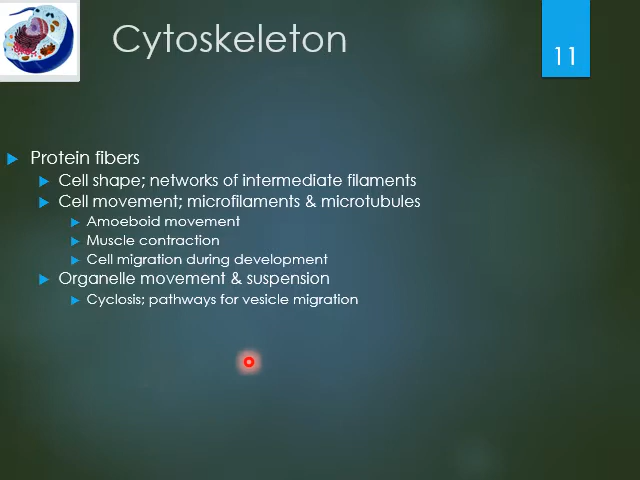 Cytoskeleton
11
Protein fibers
Cell shape; networks of intermediate filaments
Cell movement; microfilaments & microtubules
Amoeboid movement
Muscle contraction
Cell migration during development
Organelle movement & suspension
Cyclosis; pathways for vesicle migration